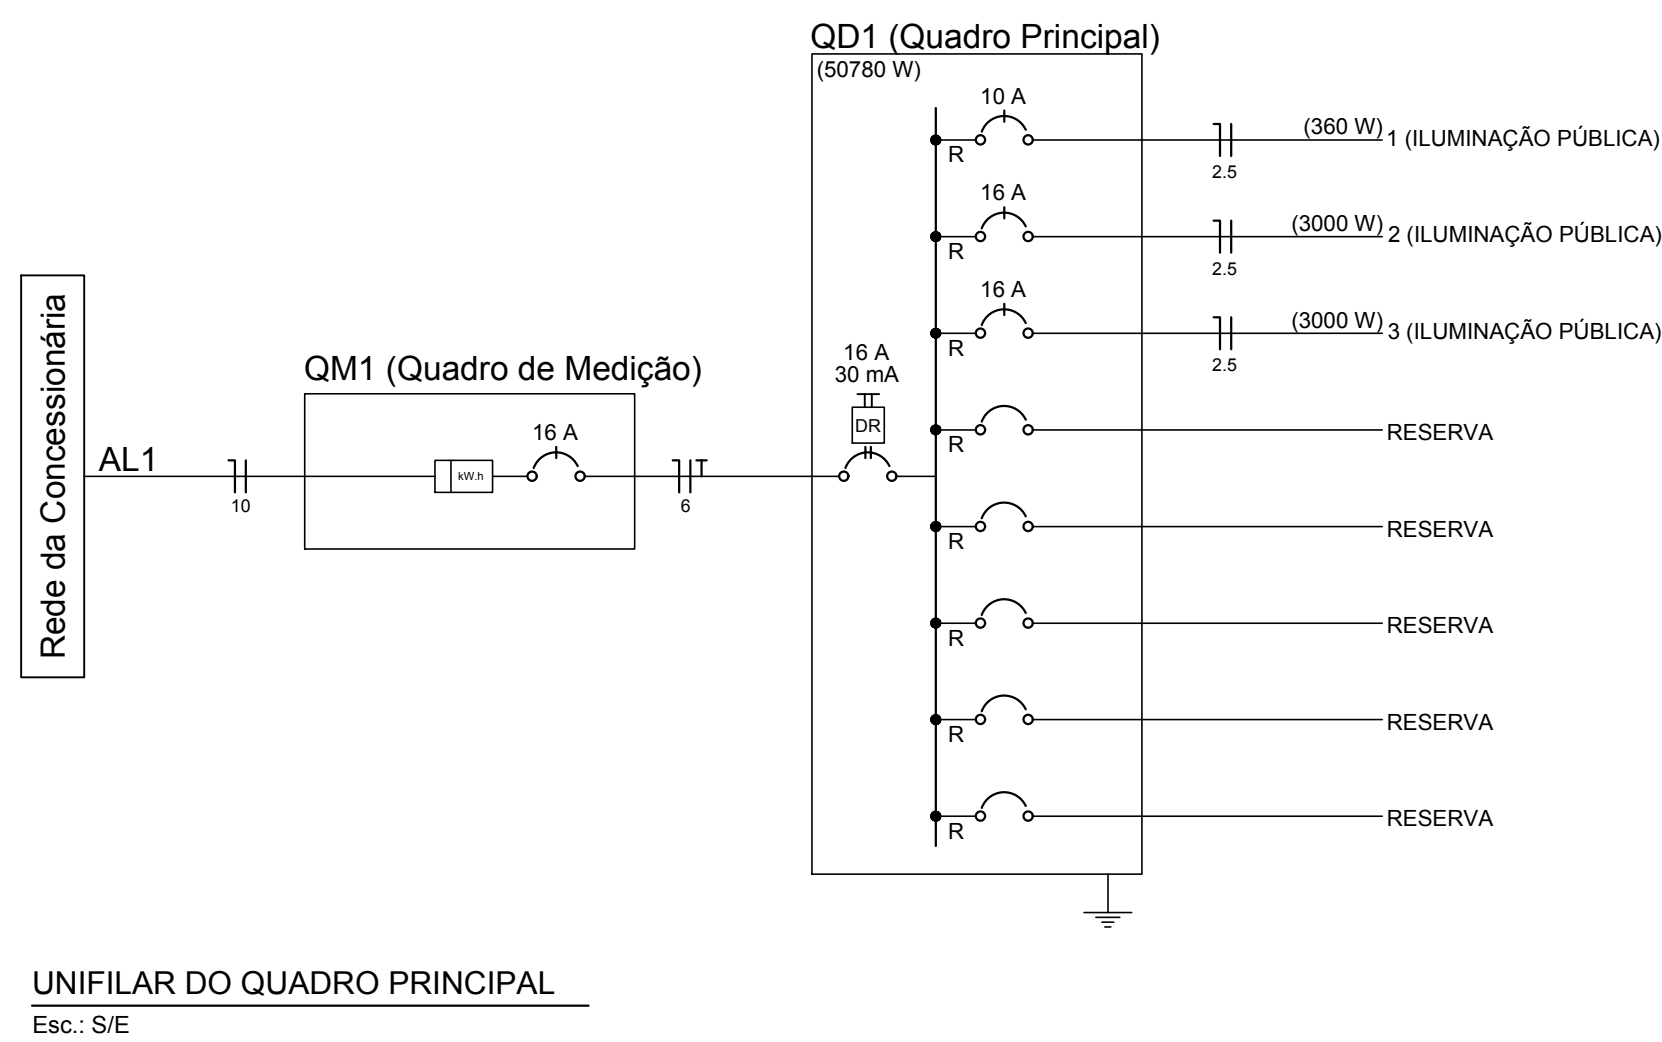 QD1 (Quadro Principal)
(50780 W)
10 A
R
2.5
(360 W)
1 (ILUMINAÇÃO PÚBLICA)
16 A
R
2.5
(3000 W)
2 (ILUMINAÇÃO PÚBLICA)
16 A
R
2.5
(3000 W)
3 (ILUMINAÇÃO PÚBLICA)
Rede da Concessionária
AL1
10
QM1 (Quadro de Medição)
kW.h
16 A
6
16 A
30 mA
DR
R
RESERVA
R
RESERVA
R
RESERVA
R
RESERVA
R
RESERVA
UNIFILAR DO QUADRO PRINCIPAL
Esc.: S/E